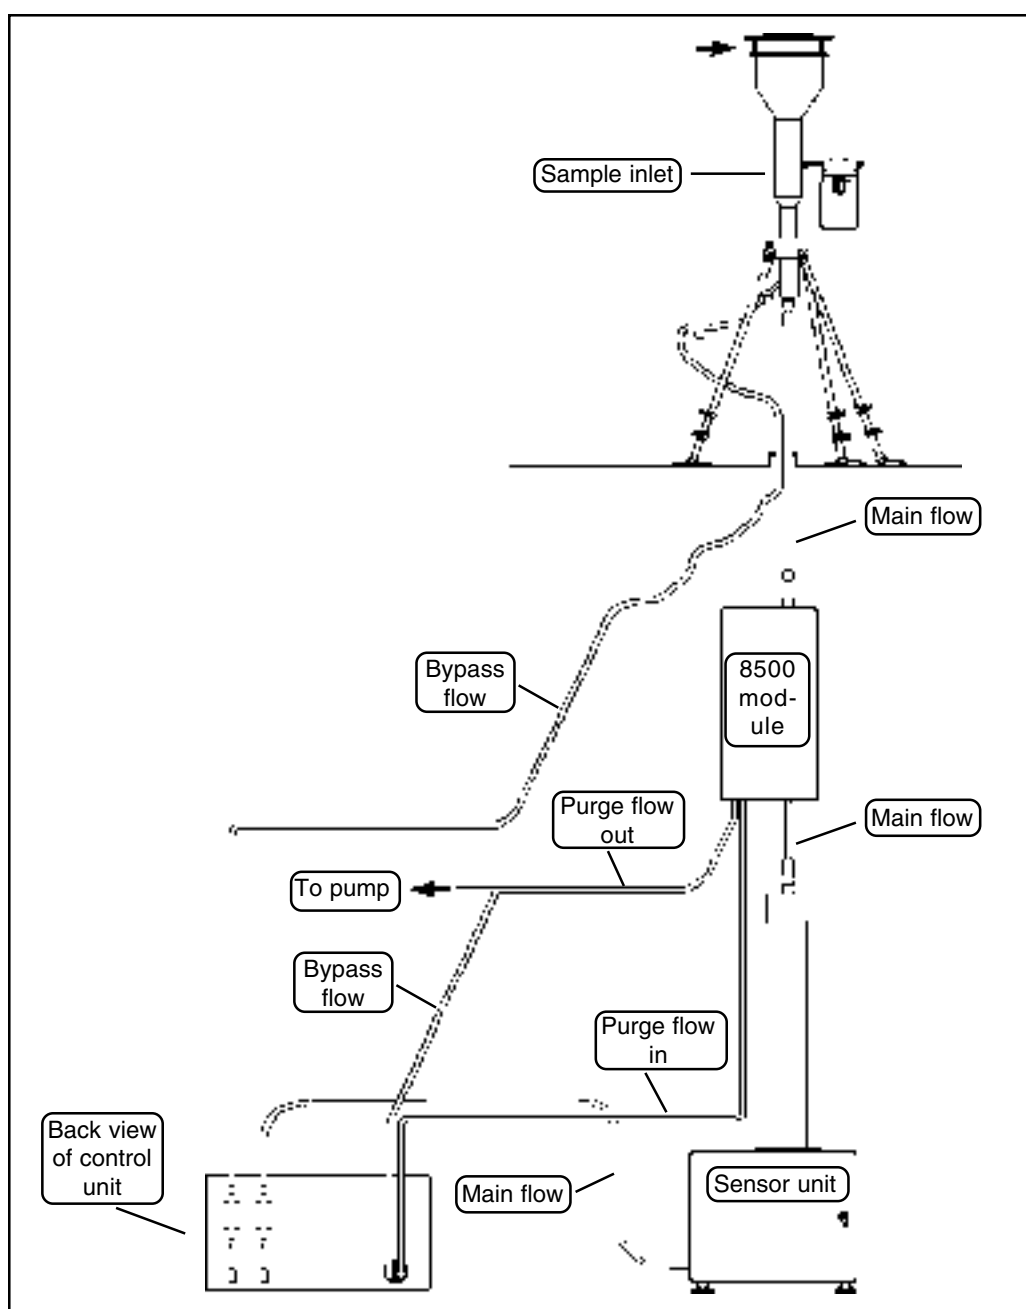 Sample inlet
Main flow
Bypass
flow
8500
mod-
ule
Purge flow
out
Main flow
To pump
Bypass
flow
Purge flow
in
Back view
of control
unit
Main flow
Sensor unit